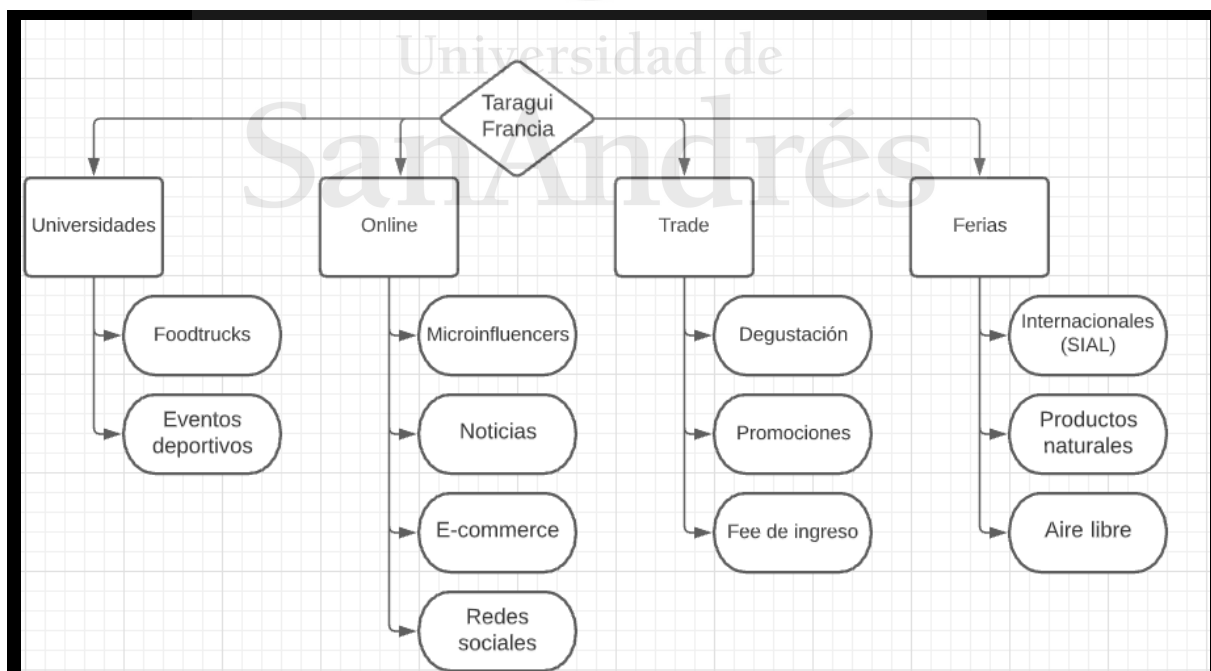 Universidad de
SanAndrés
Taragui
Francia
Universidades
Online
Trade
Ferias
Foodtrucks
Microinfluencers
Degustación
Internacionales
(SIAL)
Eventos
deportivos
Noticias
Promociones
Productos
naturales
E-commerce
Fee de ingreso
Aire libre
Redes
sociales